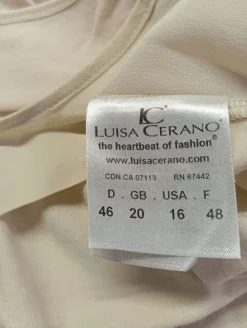 LC
LUISA CERANO®
the heartbeat of fashion®
www.luisacerano.com
CDN CA 07113 RN 67442
D . GB . USA . F
46 20 16 48